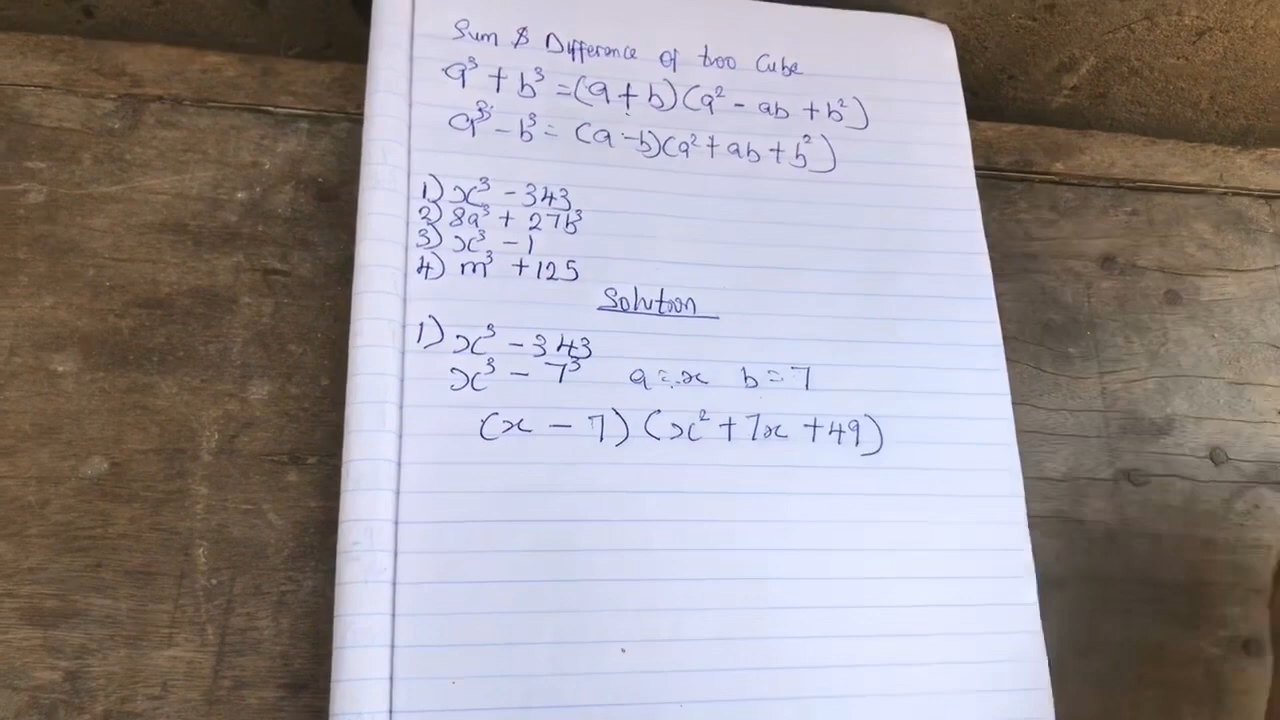 Sum & Difference of two Cube
a³ + b³ = (a + b)(a² - ab + b²)
a³ - b³ = (a - b)(a² + ab + b²)
1) x³ - 343
2) 8a³ + 27b³
3) x³ - 1
4) m³ + 125
Solution
1) x³ - 343
x³ - 7³ a = x b = 7
(x - 7)(x² + 7x + 49)